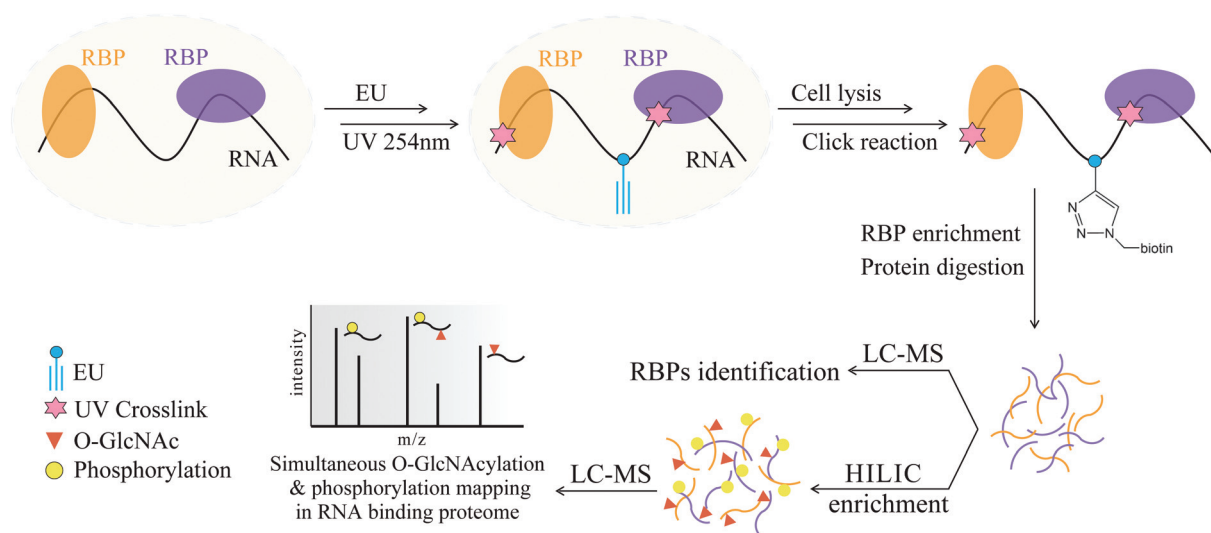 RBP
RBP
RNA
EU
UV 254nm
RBP
RBP
Cell lysis
Click reaction
N
N
N
biotin
RBP enrichment
Protein digestion
LC-MS
RBPs identification
HILIC
enrichment
LC-MS
intensity
m/z
Simultaneous O-GlcNAcylation
& phosphorylation mapping
in RNA binding proteome
EU
UV Crosslink
O-GlcNAc
Phosphorylation